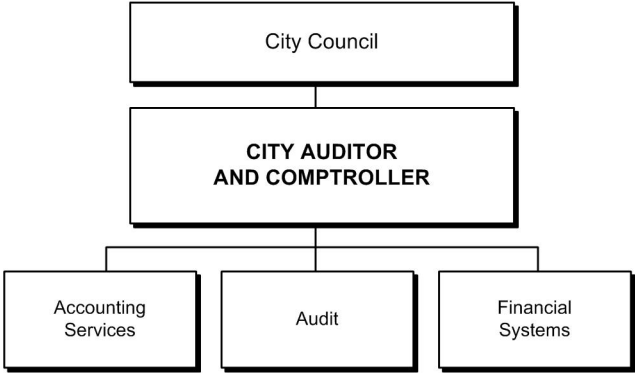 City Council
CITY AUDITOR
AND COMPTROLLER
Accounting
Services
Audit
Financial
Systems